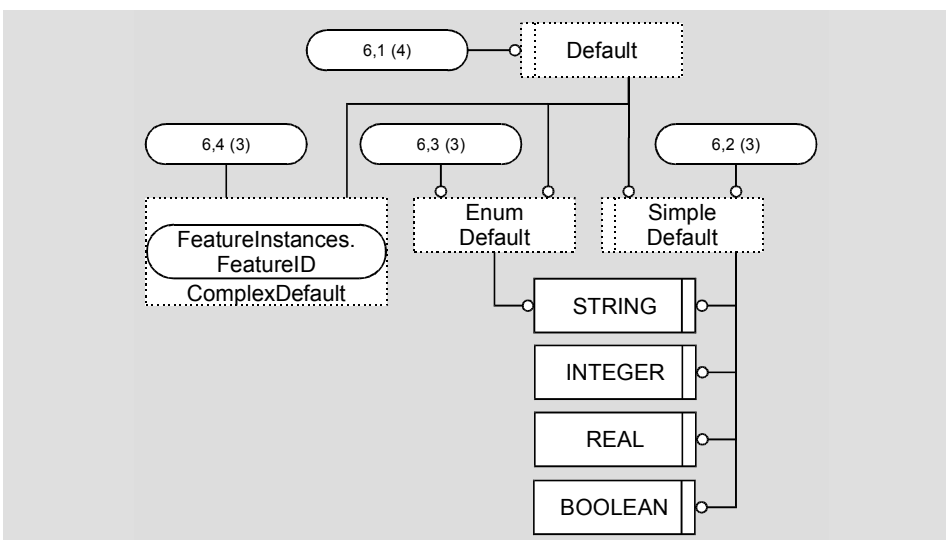 6,1 (4)
Default
6,4 (3)
6,3 (3)
6,2 (3)
FeatureInstances.
FeatureID
ComplexDefault
Enum
Default
Simple
Default
STRING
INTEGER
REAL
BOOLEAN